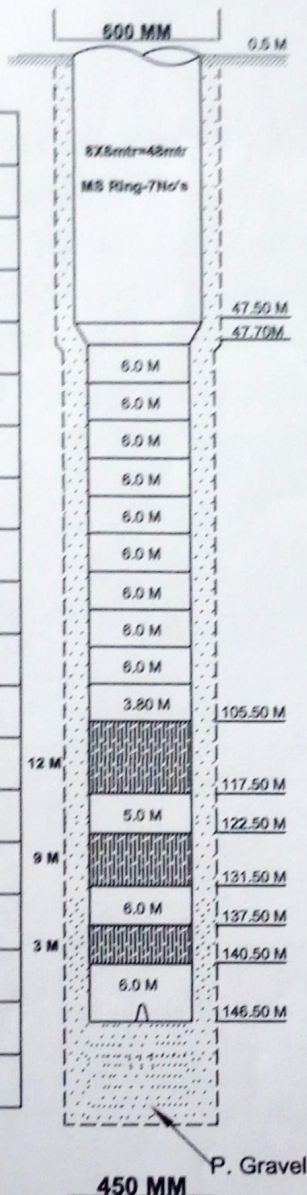 600 MM
0.5 M
8X6mtr=48mtr
MS Ring-7No's
47.50 M
47.70M
6.0 M
6.0 M
6.0 M
6.0 M
6.0 M
6.0 M
6.0 M
6.0 M
6.0 M
3.80 M
105.50 M
12 M
117.50 M
5.0 M
122.50 M
9 M
131.50 M
6.0 M
137.50 M
3 M
140.50 M
6.0 M
146.50 M
P. Gravel
450 MM